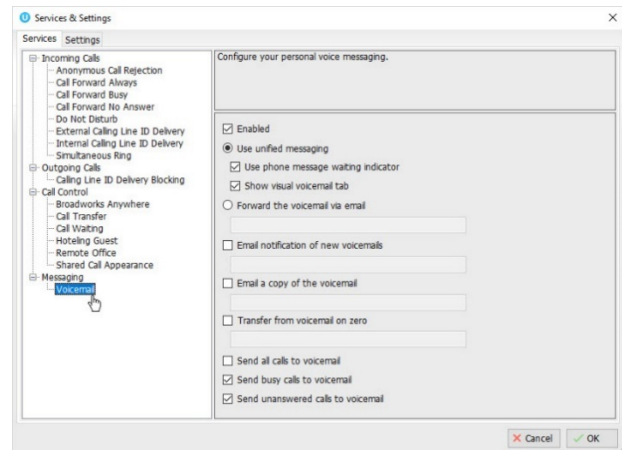 Services & Settings
Services Settings
Incoming Calls
Anonymous Call Rejection
Call Forward Always
Call Forward Busy
Call Forward No Answer
Do Not Disturb
External Calling Line ID Delivery
Internal Calling Line ID Delivery
Simultaneous Ring
Outgoing Calls
Calling Line ID Delivery Blocking
Call Control
Broadworks Anywhere
Call Transfer
Call Waiting
Hoteling Guest
Remote Office
Shared Call Appearance
Messaging
Voicemail
Configure your personal voice messaging.
Enabled
Use unified messaging
Use phone message waiting indicator
Show visual voicemail tab
Forward the voicemail via email
Email notification of new voicemails
Email a copy of the voicemail
Transfer from voicemail on zero
Send all calls to voicemail
Send busy calls to voicemail
Send unanswered calls to voicemail
Cancel OK